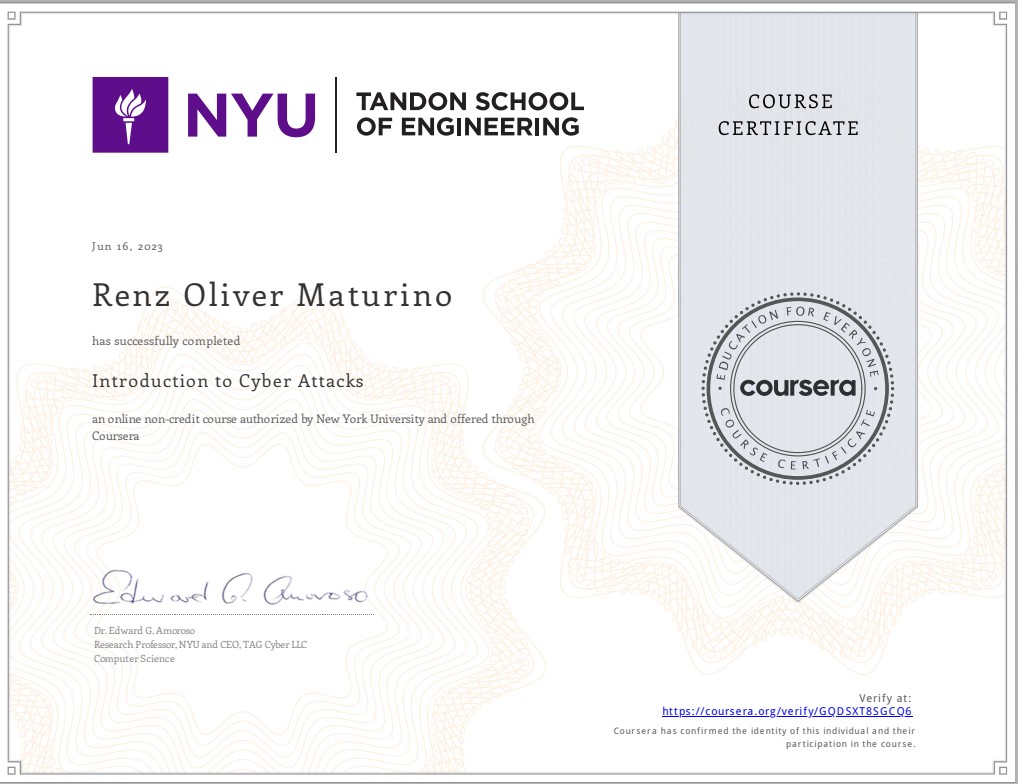 NYU
TANDON SCHOOL
OF ENGINEERING
COURSE
CERTIFICATE
Jun 16, 2023
Renz Oliver Maturino
has successfully completed
Introduction to Cyber Attacks
an online non-credit course authorized by New York University and offered through
Coursera
EDUCATION FOR EVERYONE
coursera
COURSE CERTIFICATE
Edward G. Amoroso
Dr. Edward G. Amoroso
Research Professor, NYU and CEO, TAG Cyber LLC
Computer Science
Verify at:
https://coursera.org/verify/GQDSXT8SGCQ6
Coursera has confirmed the identity of this individual and their
participation in the course.